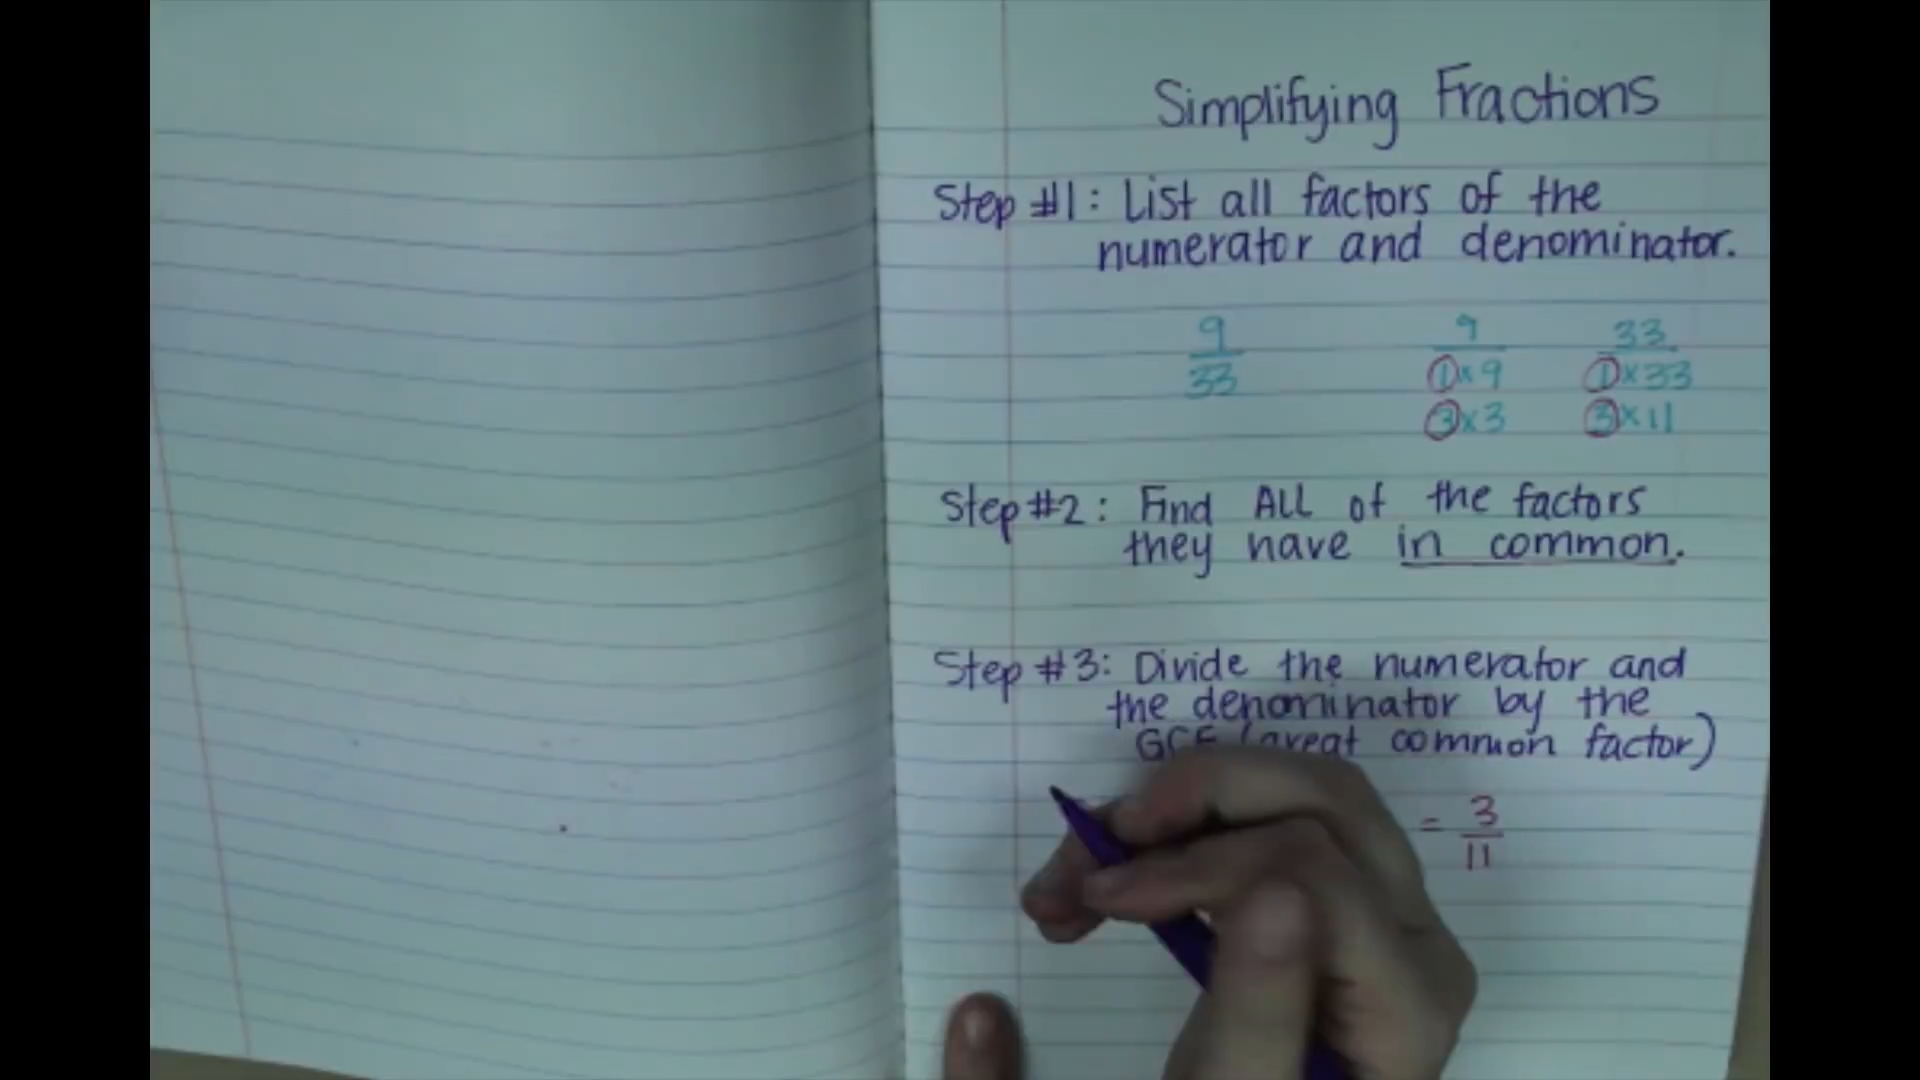 Simplifying Fractions
Step #1: List all factors of the
numerator and denominator.
9 9 33
33 1x9 1x33
3x3 3x11
Step #2: Find ALL of the factors
they have in common.
Step #3: Divide the numerator and
the denominator by the
GCF (great common factor)
= 3
11